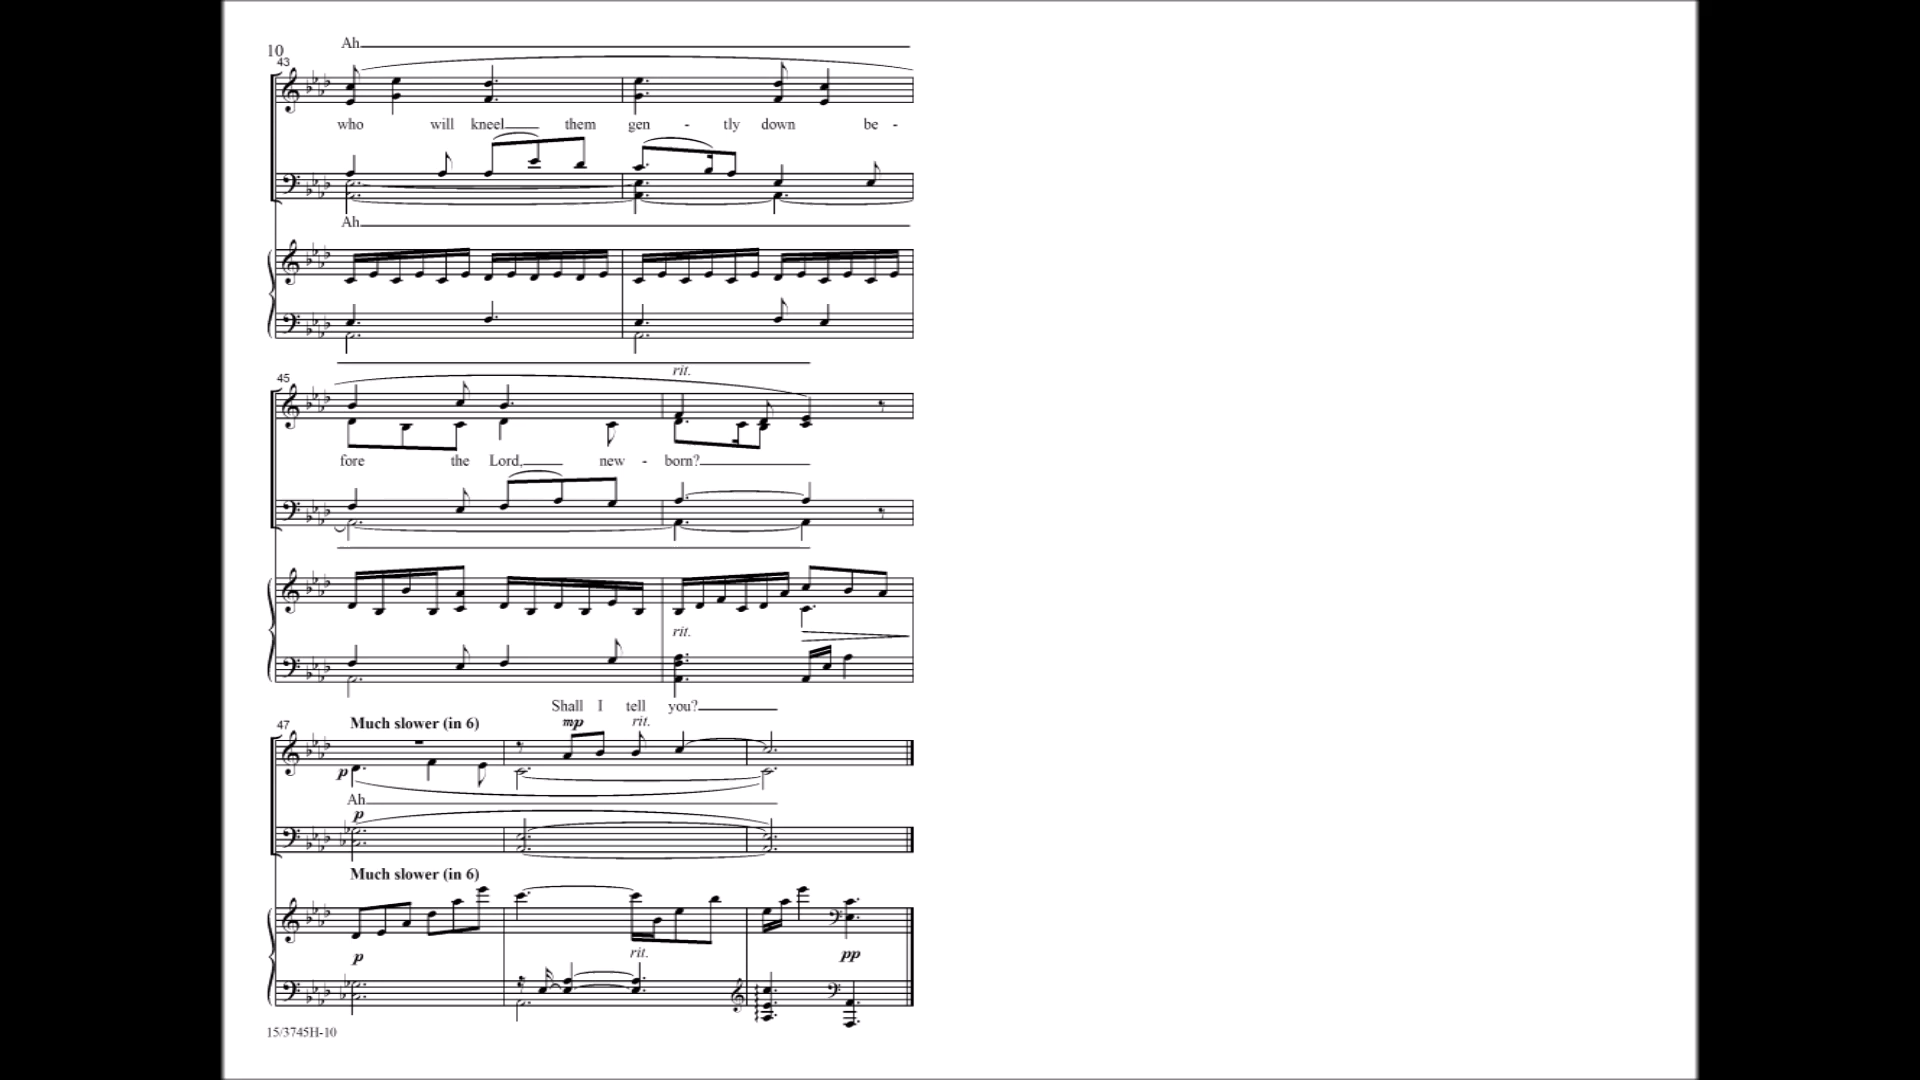 10
Ah
43
who will kneel them gen - tly down be -
Ah
rit.
45
fore the Lord, new - born?
rit.
Shall I tell you?
47 Much slower (in 6) mp rit.
p
Ah
p
Much slower (in 6)
p rit. pp
15/3745H-10